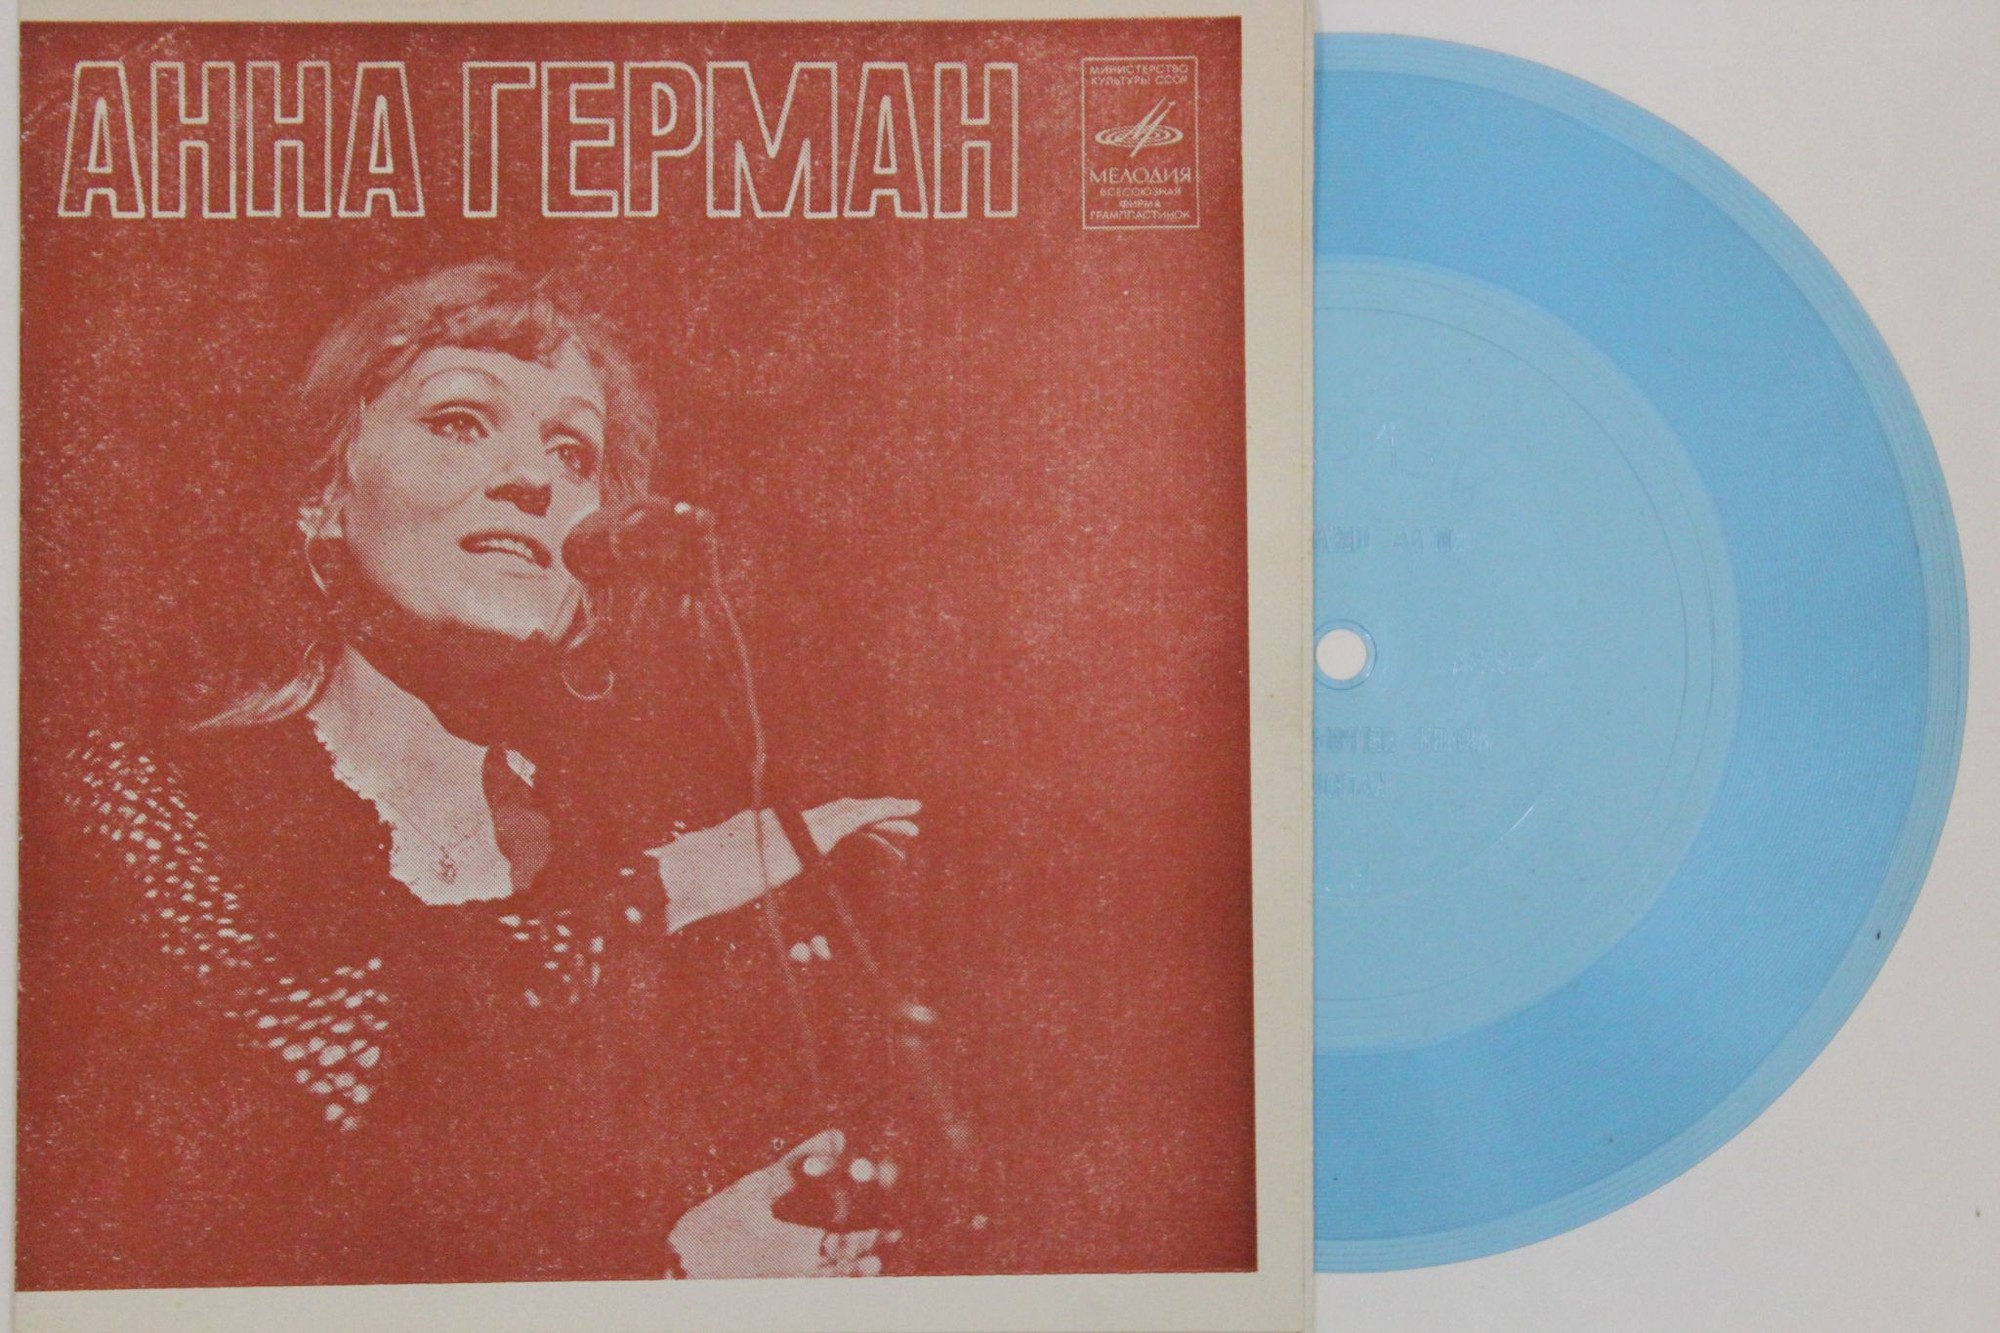 АННА ГЕРМАН
МИНИСТЕРСТВО
КУЛЬТУРЫ СССР
МЕЛОДИЯ
ВСЕСОЮЗНАЯ
ФИРМА
ГРАМПЛАСТИНОК